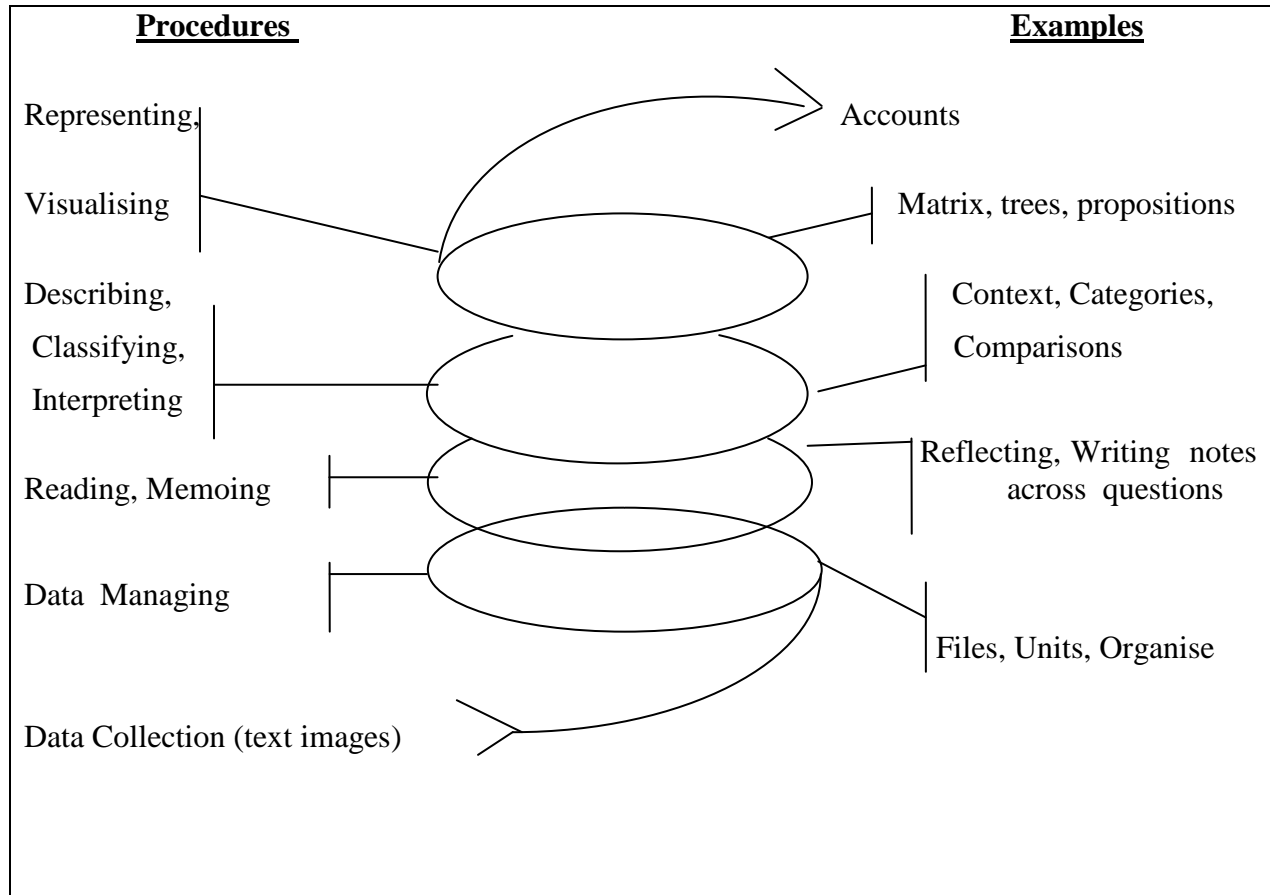 Procedures
Examples
Representing,
Accounts
Visualising
Matrix, trees, propositions
Describing,
Context, Categories,
Classifying,
Comparisons
Interpreting
Reflecting, Writing notes
across questions
Reading, Memoing
Data Managing
Files, Units, Organise
Data Collection (text images)